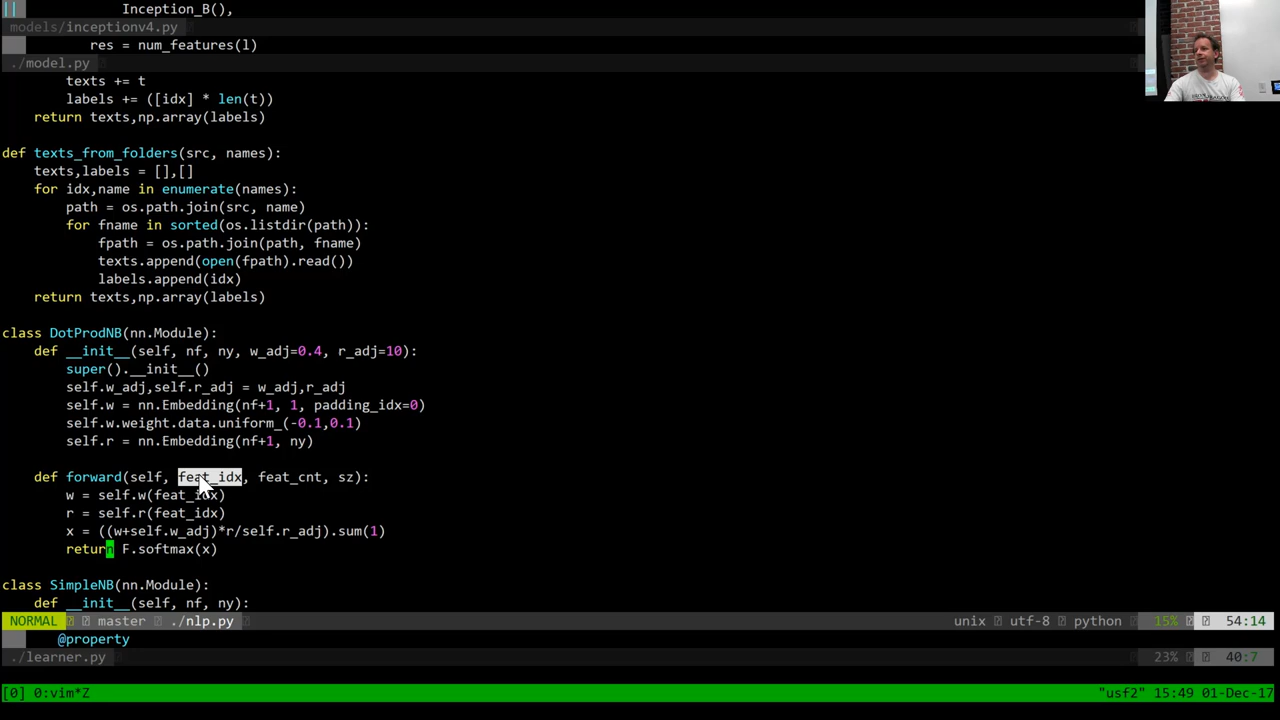 Inception_B(),
models/inceptionv4.py
res = num_features(l)
./model.py
texts += t
labels += ([idx] * len(t))
return texts,np.array(labels)
def texts_from_folders(src, names):
texts,labels = [],[]
for idx,name in enumerate(names):
path = os.path.join(src, name)
for fname in sorted(os.listdir(path)):
fpath = os.path.join(path, fname)
texts.append(open(fpath).read())
labels.append(idx)
return texts,np.array(labels)
class DotProdNB(nn.Module):
def __init__(self, nf, ny, w_adj=0.4, r_adj=10):
super().__init__()
self.w_adj,self.r_adj = w_adj,r_adj
self.w = nn.Embedding(nf+1, 1, padding_idx=0)
self.w.weight.data.uniform_(-0.1,0.1)
self.r = nn.Embedding(nf+1, ny)
def forward(self, feat_idx, feat_cnt, sz):
w = self.w(feat_idx)
r = self.r(feat_idx)
x = ((w+self.w_adj)*r/self.r_adj).sum(1)
return F.softmax(x)
class SimpleNB(nn.Module):
def __init__(self, nf, ny):
NORMAL master ./nlp.py unix utf-8 python 15% 54:14
@property
./learner.py 23% 40:7
[0] 0:vim*Z "usf2" 15:49 01-Dec-17